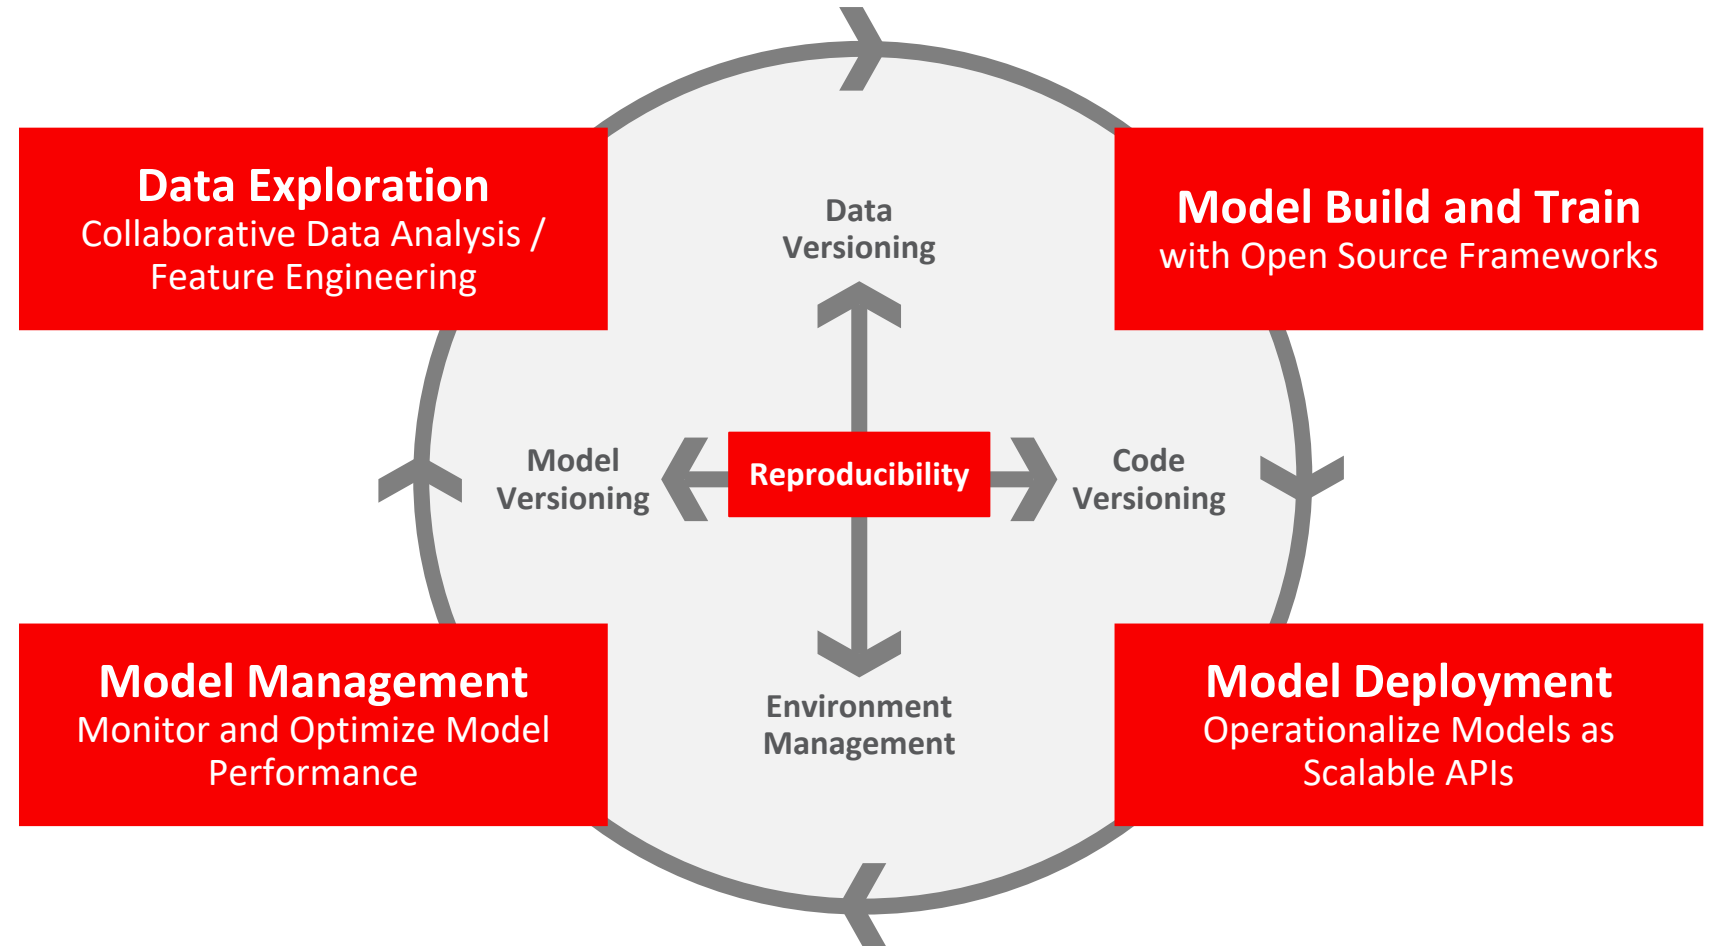 Data Exploration
Collaborative Data Analysis /
Feature Engineering
Data
Versioning
Model Build and Train
with Open Source Frameworks
Model
Versioning
Reproducibility
Code
Versioning
Model Management
Monitor and Optimize Model
Performance
Environment
Management
Model Deployment
Operationalize Models as
Scalable APIs